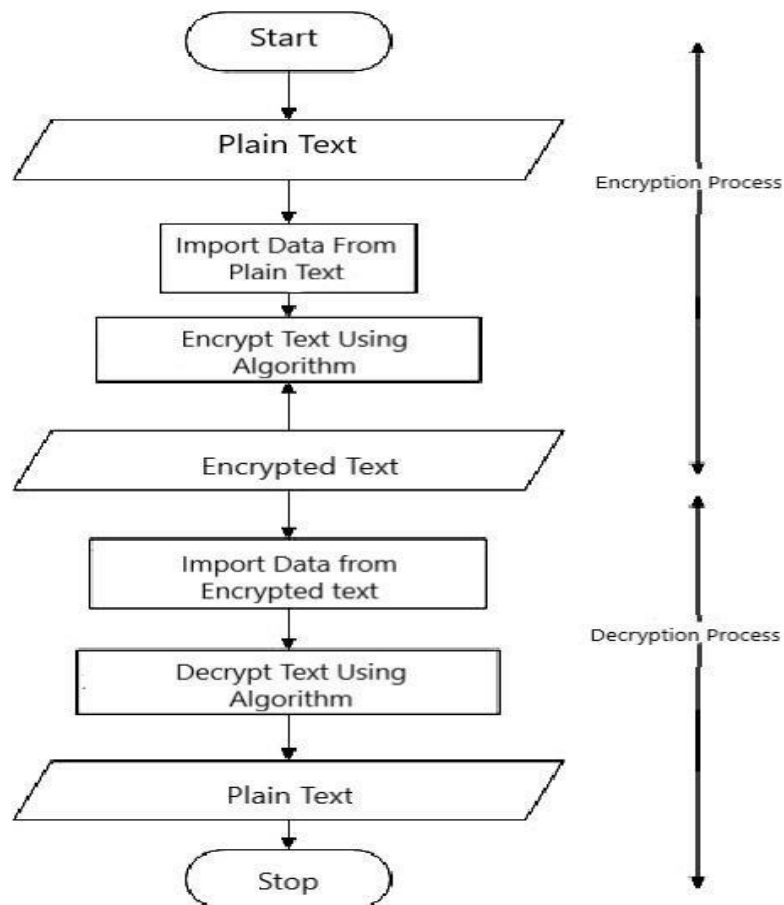 Start
Plain Text
Encryption Process
Import Data From
Plain Text
Encrypt Text Using
Algorithm
Encrypted Text
Import Data from
Encrypted text
Decryption Process
Decrypt Text Using
Algorithm
Plain Text
Stop